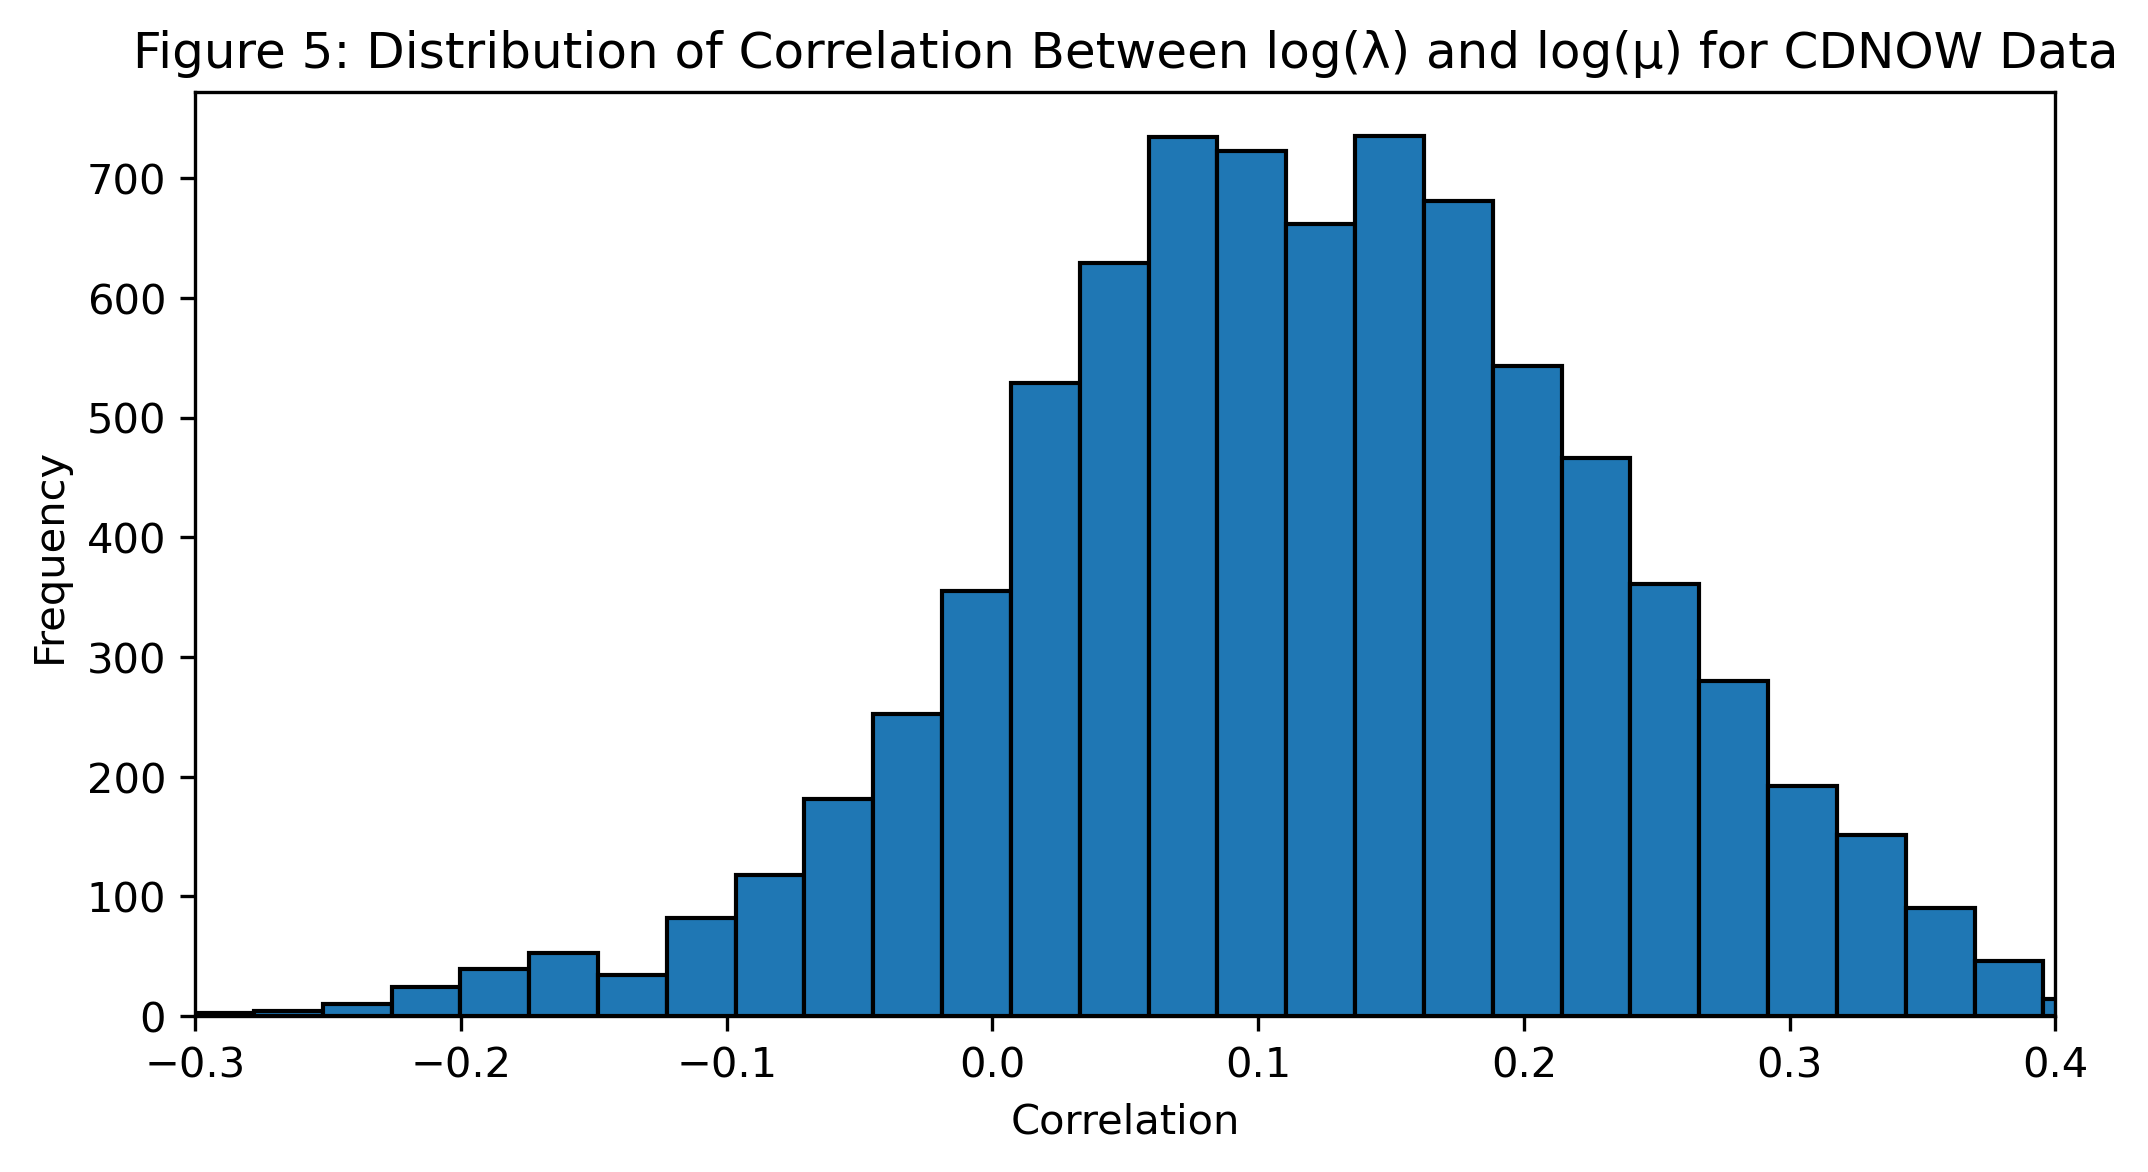 Figure 5: Distribution of Correlation Between log(λ) and log(μ) for CDNOW Data
Frequency
700
600
500
400
300
200
100
0
−0.3 −0.2 −0.1 0.0 0.1 0.2 0.3 0.4
Correlation